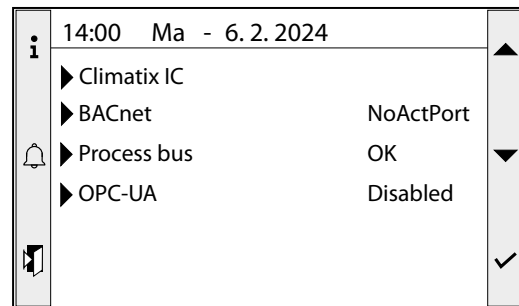 14:00 Ma - 6. 2. 2024
Climatix IC
BACnet NoActPort
Process bus OK
OPC-UA Disabled